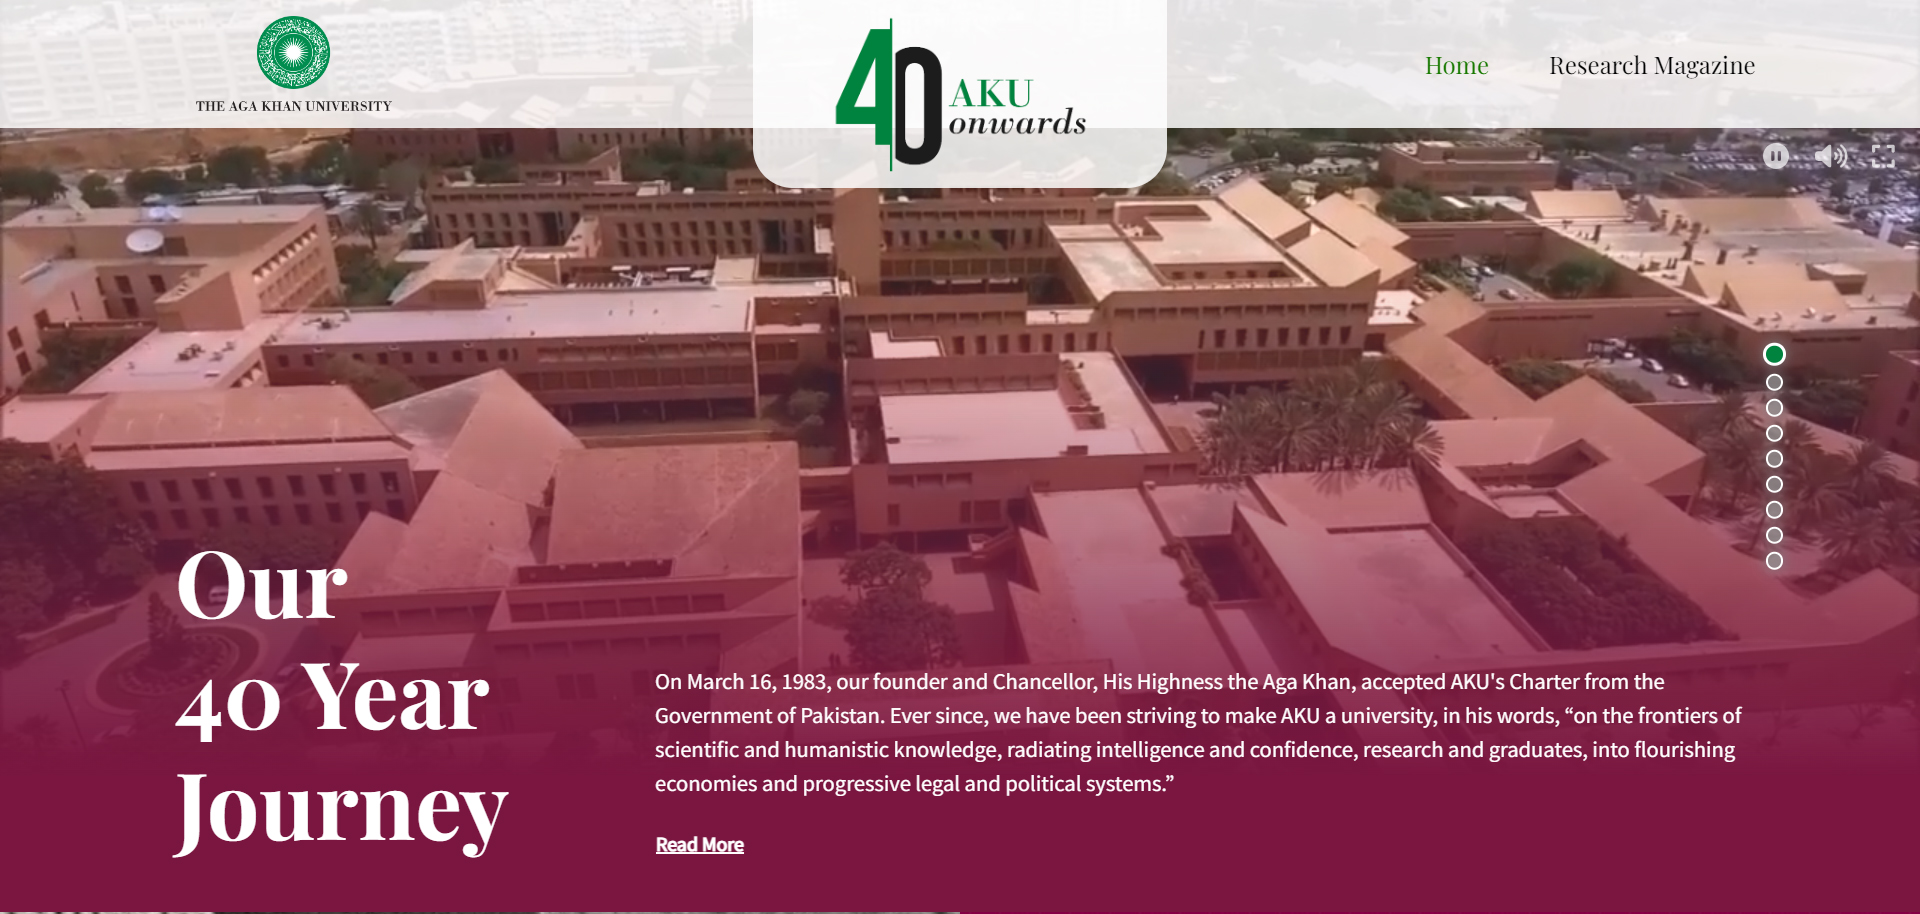 THE AGA KHAN UNIVERSITY
40 AKU
onwards
Home
Research Magazine
Our
40 Year
Journey
On March 16, 1983, our founder and Chancellor, His Highness the Aga Khan, accepted AKU's Charter from the
Government of Pakistan. Ever since, we have been striving to make AKU a university, in his words, “on the frontiers of
scientific and humanistic knowledge, radiating intelligence and confidence, research and graduates, into flourishing
economies and progressive legal and political systems.”
Read More